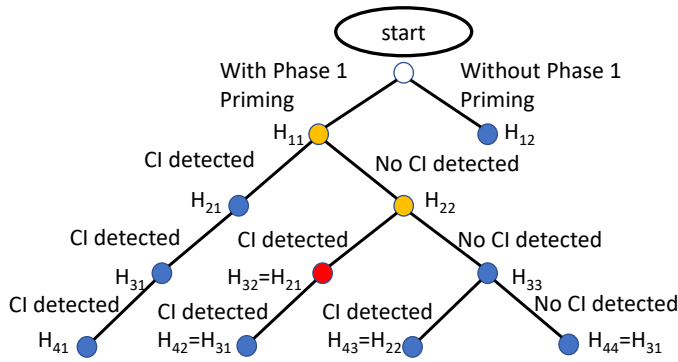 start
With Phase 1
Priming
Without Phase 1
Priming
H₁₁
H₁₂
CI detected
No CI detected
H₂₁
H₂₂
CI detected
CI detected
No CI detected
H₃₁
H₃₂=H₂₁
H₃₃
CI detected
CI detected
CI detected
No CI detected
H₄₁
H₄₂=H₃₁
H₄₃=H₂₂
H₄₄=H₃₁